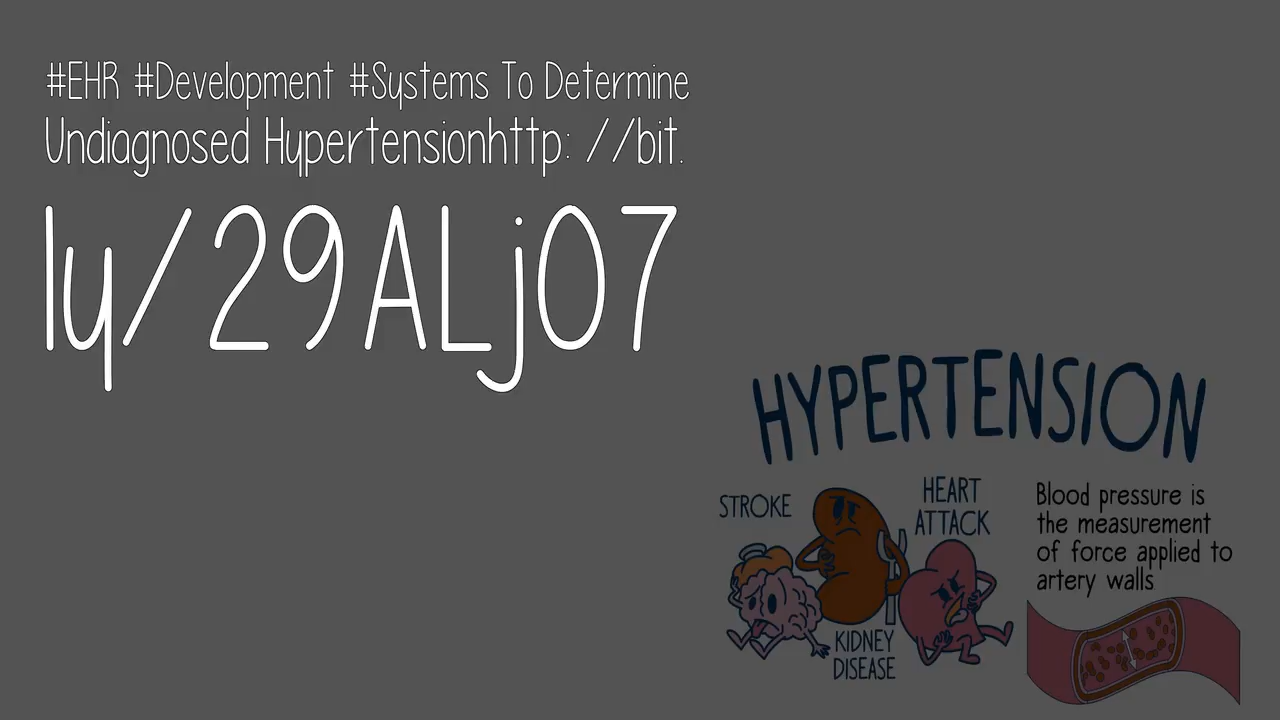 #EHR #Development #Systems To Determine
Undiagnosed Hypertensionhttp: //bit.
ly/29ALj07
HYPERTENSION
STROKE
HEART
ATTACK
KIDNEY
DISEASE
Blood pressure is
the measurement
of force applied to
artery walls